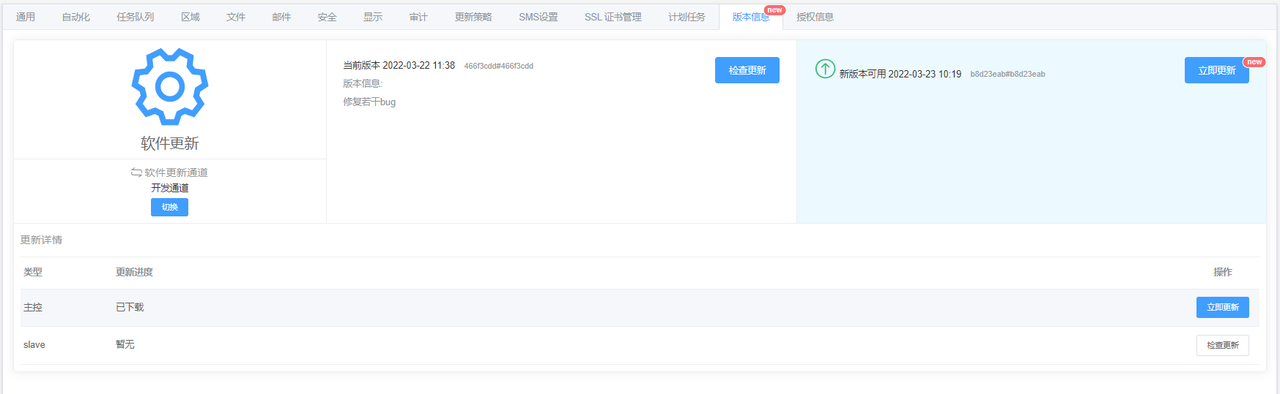 通用 自动化 任务队列 区域 文件 邮件 安全 显示 审计 更新策略 SMS设置 SSL 证书管理 计划任务 版本信息 new 授权信息
软件更新
软件更新通道
开发通道
切换
当前版本 2022-03-22 11:38 466f3cdd#466f3cdd
检查更新
版本信息:
修复若干bug
新版本可用 2022-03-23 10:19 b8d23eab#b8d23eab
立即更新 new
更新详情
类型 更新进度 操作
主控 已下载 立即更新
slave 暂无 检查更新